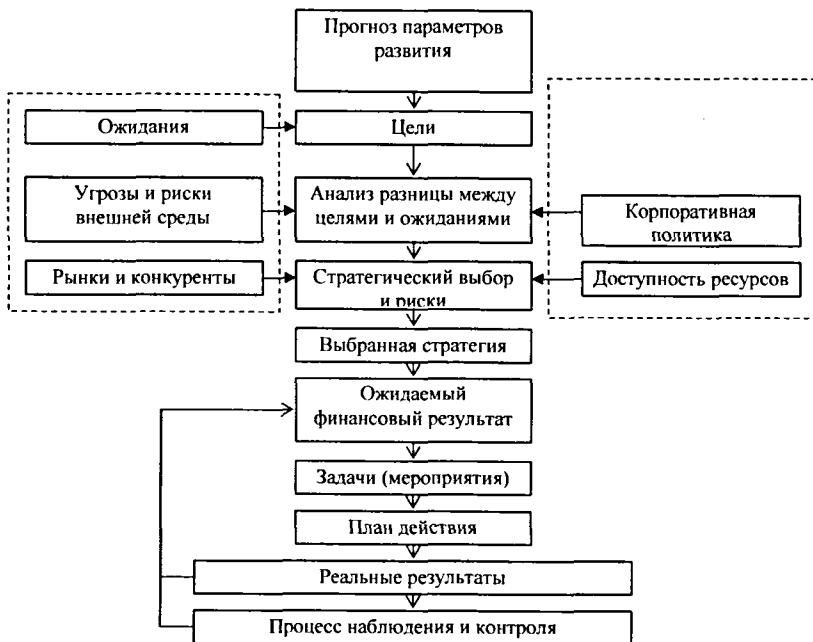 Прогноз параметров
развития
Ожидания
Цели
Угрозы и риски
внешней среды
Анализ разницы между
целями и ожиданиями
Корпоративная
политика
Рынки и конкуренты
Стратегический выбор
и риски
Доступность ресурсов
Выбранная стратегия
Ожидаемый
финансовый результат
Задачи (мероприятия)
План действия
Реальные результаты
Процесс наблюдения и контроля